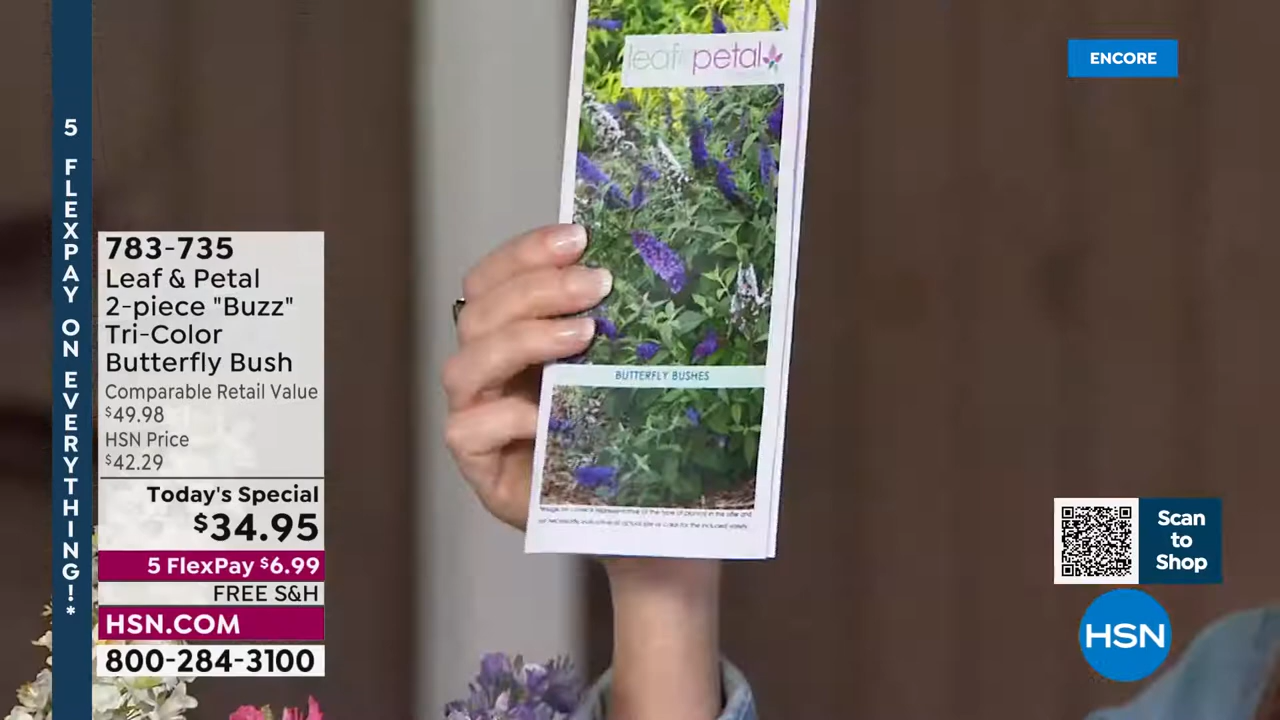 5 FLEXPAY ON EVERYTHING!*
ENCORE
leaf & petal
BUTTERFLY BUSHES
783-735
Leaf & Petal
2-piece "Buzz"
Tri-Color
Butterfly Bush
Comparable Retail Value
$49.98
HSN Price
$42.29
Today's Special
$34.95
5 FlexPay $6.99
FREE S&H
HSN.COM
800-284-3100
Scan
to
Shop
HSN